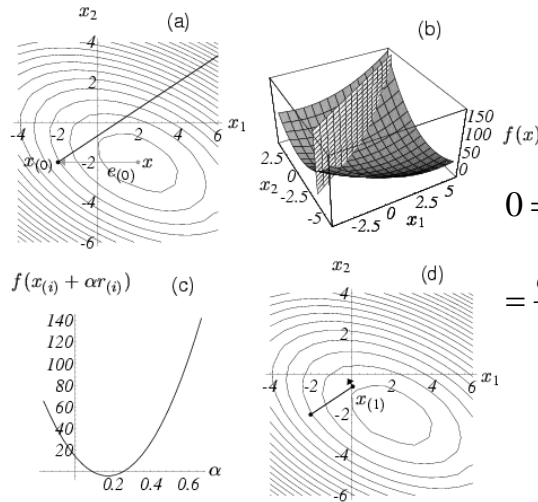 x2 (a)
4
2
-4 -2 2 4 6 x1
x(0) -2 e(0) x
-4
-6
(b)
150
100
50
0
f(x)
2.5
0
-2.5
-5
x2
-2.5
0
2.5
5
x1
0 =
=
f(x(i) + αr(i)) (c)
140
120
100
80
60
40
20
0.2 0.4 0.6 α
x2 (d)
4
2
-4 -2 2 4 6 x1
x(1)
-2
-4
-6